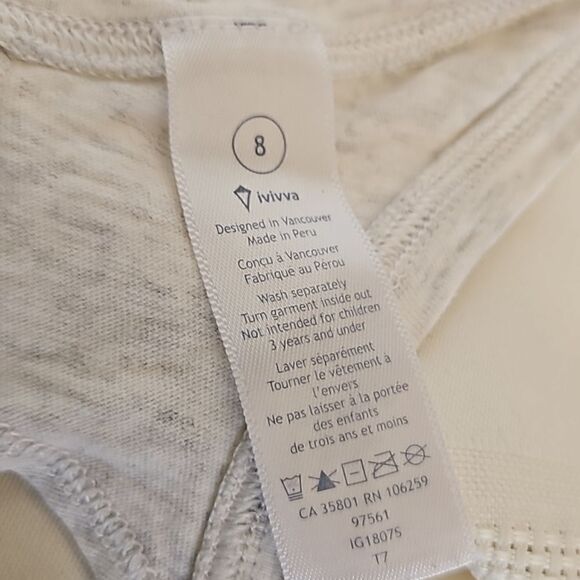 8
ivivva
Designed in Vancouver
Made in Peru
Conçu à Vancouver
Fabrique au Pérou
Wash separately
Turn garment inside out
Not intended for children
3 years and under
Laver séparément
Tourner le vêtement à
l'envers
Ne pas laisser à la portée
des enfants
de trois ans et moins
CA 35801 RN 106259
97561
IG1807S
T7